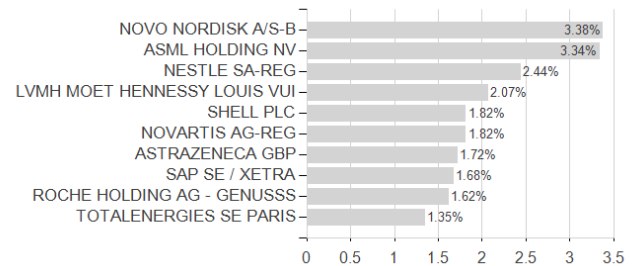 NOVO NORDISK A/S-B 3.38%
ASML HOLDING NV 3.34%
NESTLE SA-REG 2.44%
LVMH MOET HENNESSY LOUIS VUI 2.07%
SHELL PLC 1.82%
NOVARTIS AG-REG 1.82%
ASTRAZENECA GBP 1.72%
SAP SE / XETRA 1.68%
ROCHE HOLDING AG - GENUSSS 1.62%
TOTALENERGIES SE PARIS 1.35%
0 0.5 1 1.5 2 2.5 3 3.5